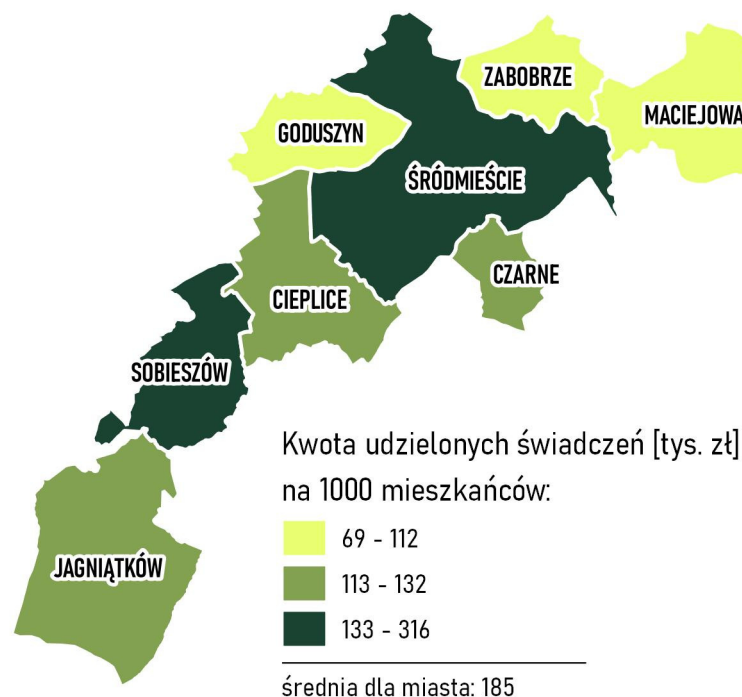 ZABOBRZE
MACIEJOWA
GODUSZYN
ŚRÓDMIEŚCIE
CZARNE
CIEPLICE
SOBIESZÓW
JAGNIĄTKÓW
Kwota udzielonych świadczeń [tys. zł]
na 1000 mieszkańców:
69 - 112
113 - 132
133 - 316
średnia dla miasta: 185